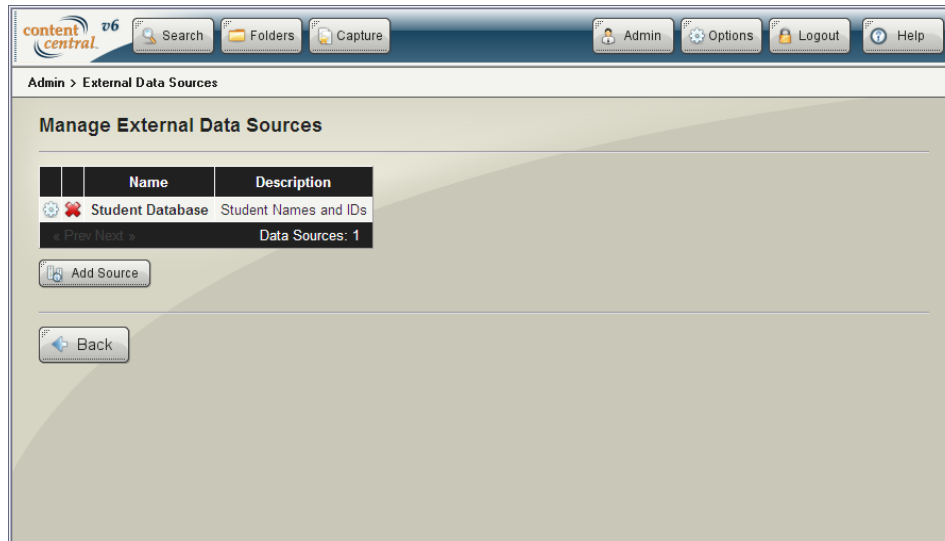 content central. v6 Search Folders Capture Admin Options Logout Help
Admin > External Data Sources
Manage External Data Sources
Name Description
Student Database Student Names and IDs
« Prev Next » Data Sources: 1
Add Source
Back